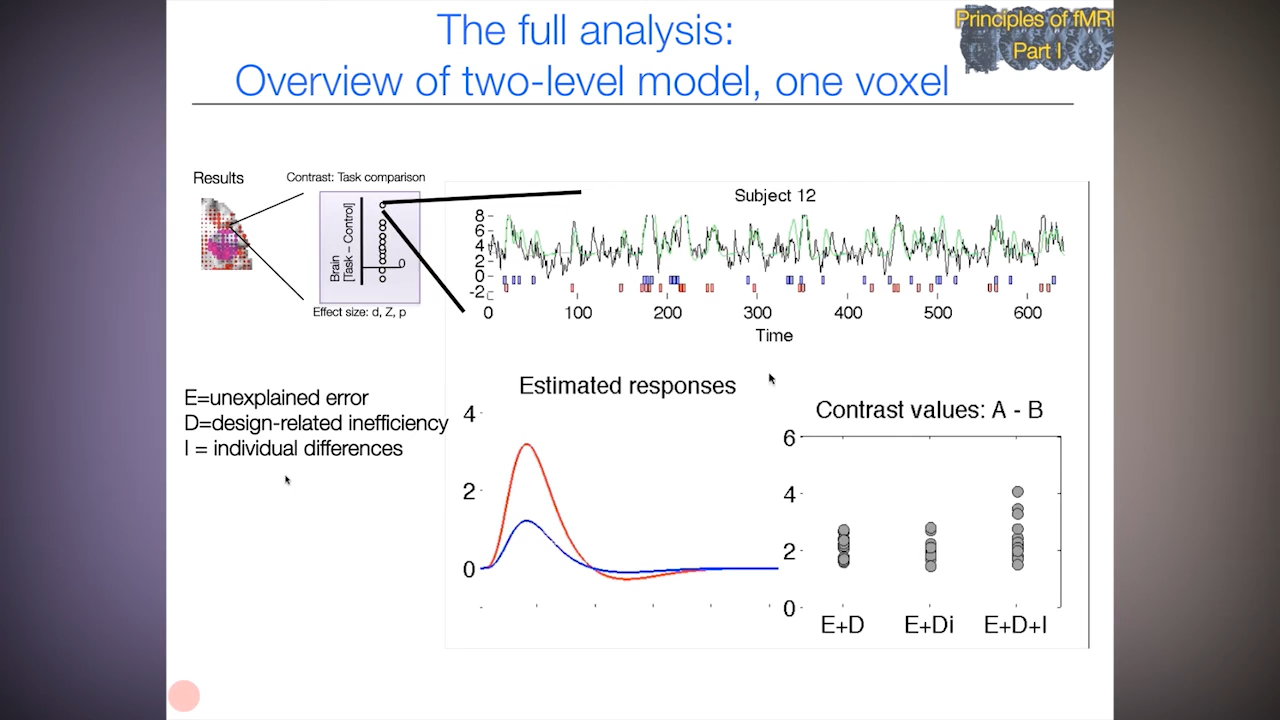 The full analysis:
Overview of two-level model, one voxel
Principles of fMRI
Part I
Results
Contrast: Task comparison
Brain
[Task – Control]
0
Effect size: d, Z, p
Subject 12
8
6
4
2
0
-2
0 100 200 300 400 500 600
Time
E=unexplained error
D=design-related inefficiency
I = individual differences
Estimated responses
4
2
0
Contrast values: A - B
6
4
2
0
E+D E+Di E+D+I